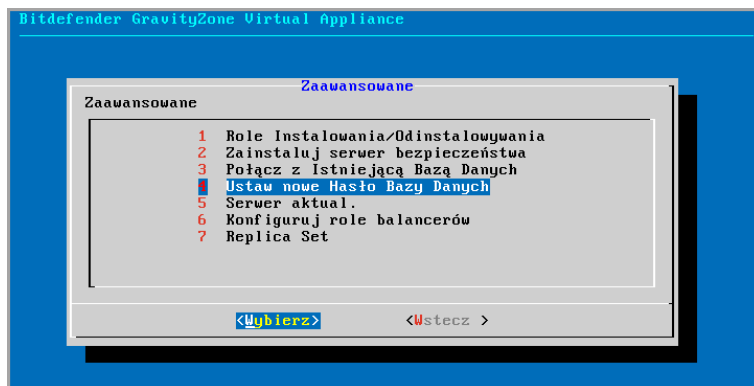 Bitdefender GravityZone Virtual Appliance
Zaawansowane
Zaawansowane
1 Role Instalowania/Odinstalowywania
2 Zainstaluj serwer bezpieczeństwa
3 Połącz z Istniejącą Bazą Danych
4 Ustaw nowe Hasło Bazy Danych
5 Serwer aktual.
6 Konfiguruj role balancerów
7 Replica Set
<Wybierz> <Wstecz >